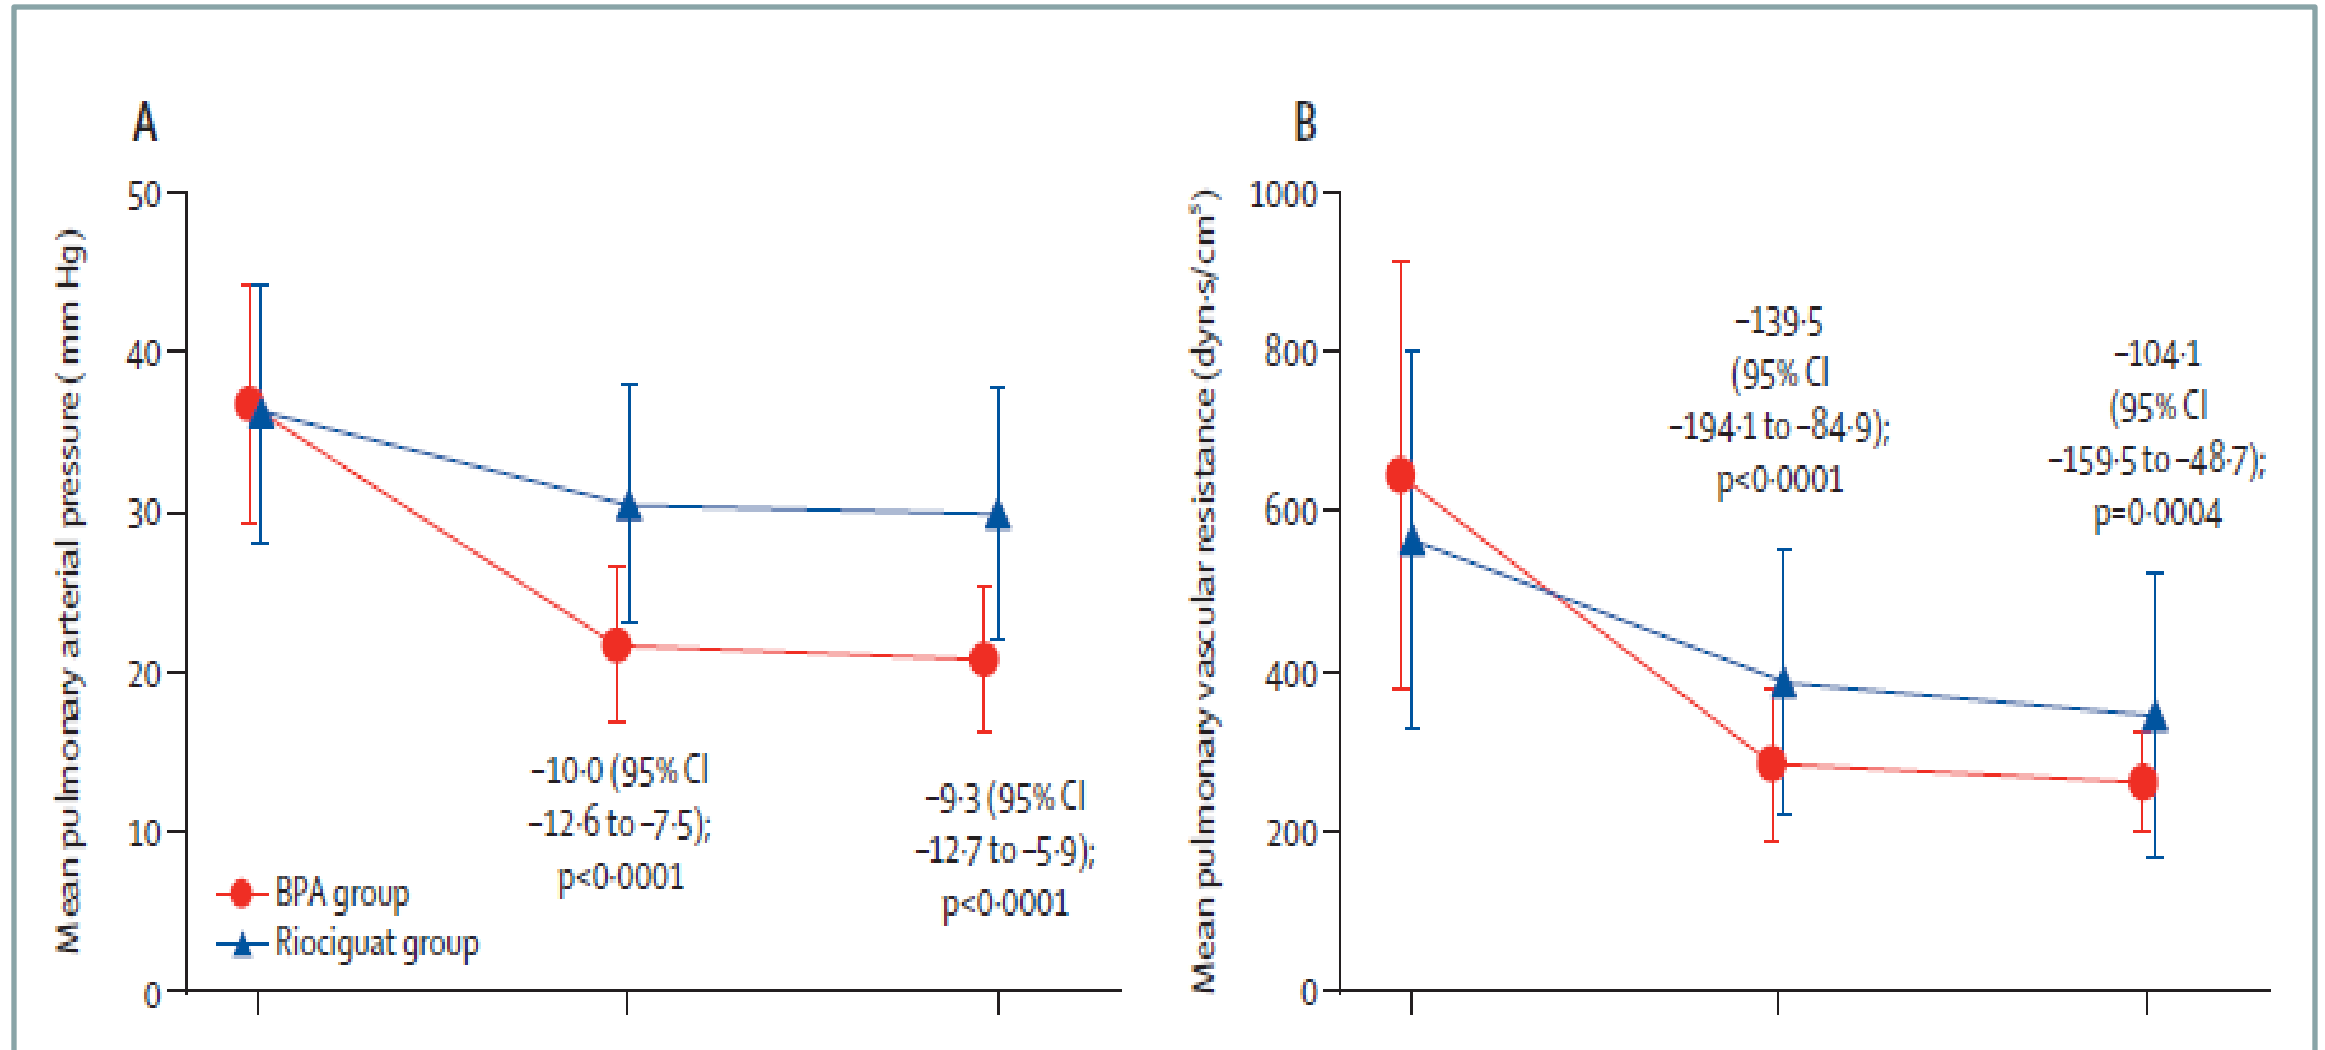 A
Mean pulmonary arterial pressure ( mm Hg)
50
40
30
20
10
0
−10·0 (95% CI
−12·6 to −7·5);
p<0·0001
−9·3 (95% CI
−12·7 to −5·9);
p<0·0001
BPA group
Riociguat group
B
Mean pulmonary vascular resistance (dyn·s/cm⁵)
1000
800
600
400
200
0
−139·5
(95% CI
−194·1 to −84·9);
p<0·0001
−104·1
(95% CI
−159·5 to −48·7);
p=0·0004